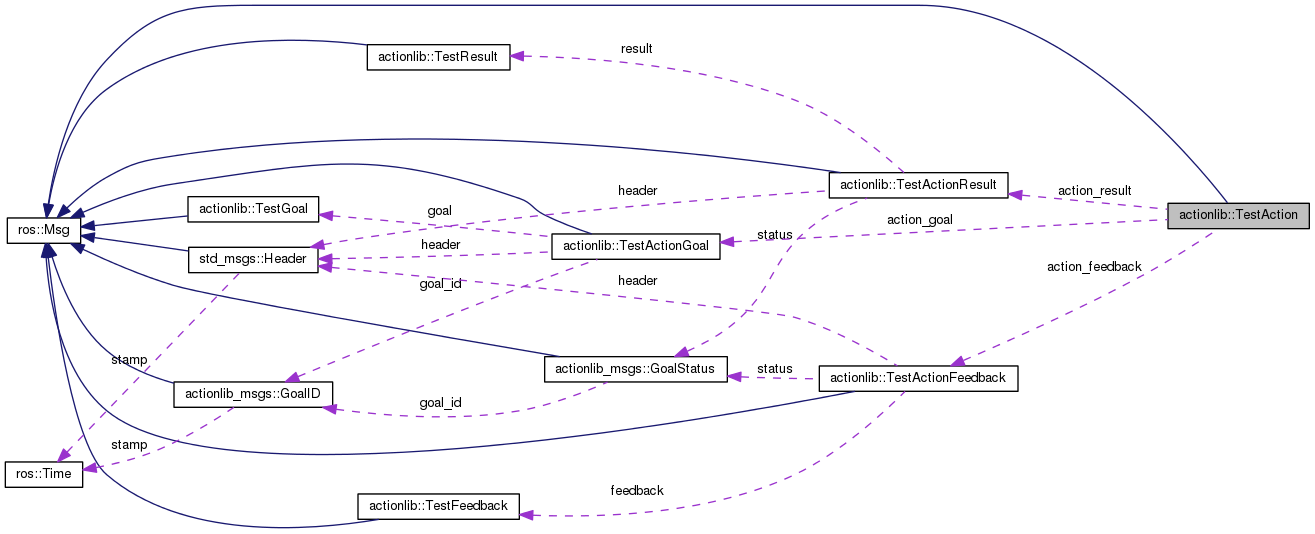 actionlib::TestResult
result
actionlib::TestActionResult
action_result
header
actionlib::TestGoal
goal
action_goal
actionlib::TestAction
ros::Msg
status
std_msgs::Header
header
actionlib::TestActionGoal
action_feedback
goal_id
header
stamp
actionlib_msgs::GoalStatus
status
actionlib::TestActionFeedback
actionlib_msgs::GoalID
goal_id
stamp
ros::Time
feedback
actionlib::TestFeedback